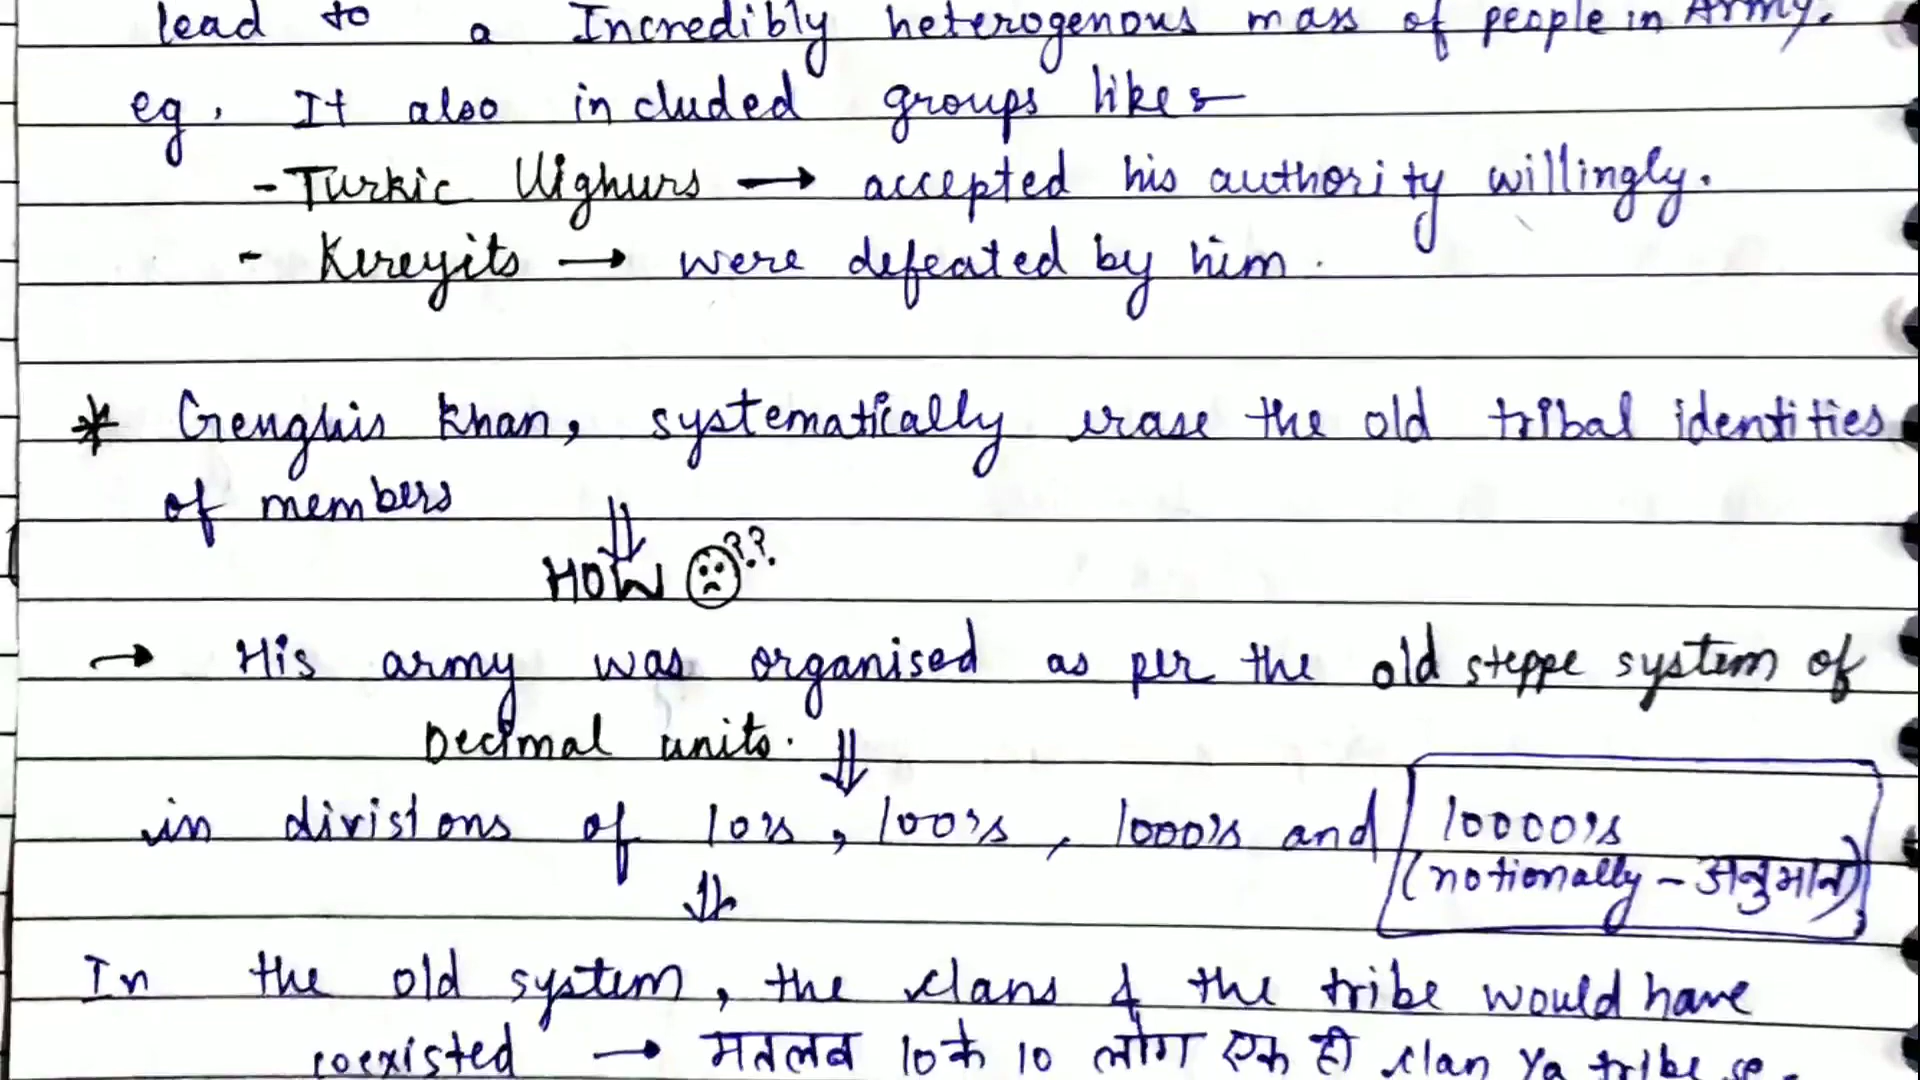 lead to a Incredibly heterogenous mass of people in Army.
eg. It also included groups like :-
- Turkic Uighurs → accepted his authority willingly.
- Kereyits → were defeated by him.
* Genghis Khan, systematically erase the old tribal identities
of members
⇓
HOW ☹??
→ His army was organised as per the old steppe system of
Decimal units. ⇓
in divisions of 10's, 100's, 1000's and 10000's
(notionally - अनुमान)
⇓
In the old system, the clans & the tribe would have
coexisted → मतलब 10 के 10 लोग एक ही clan ya tribe se.